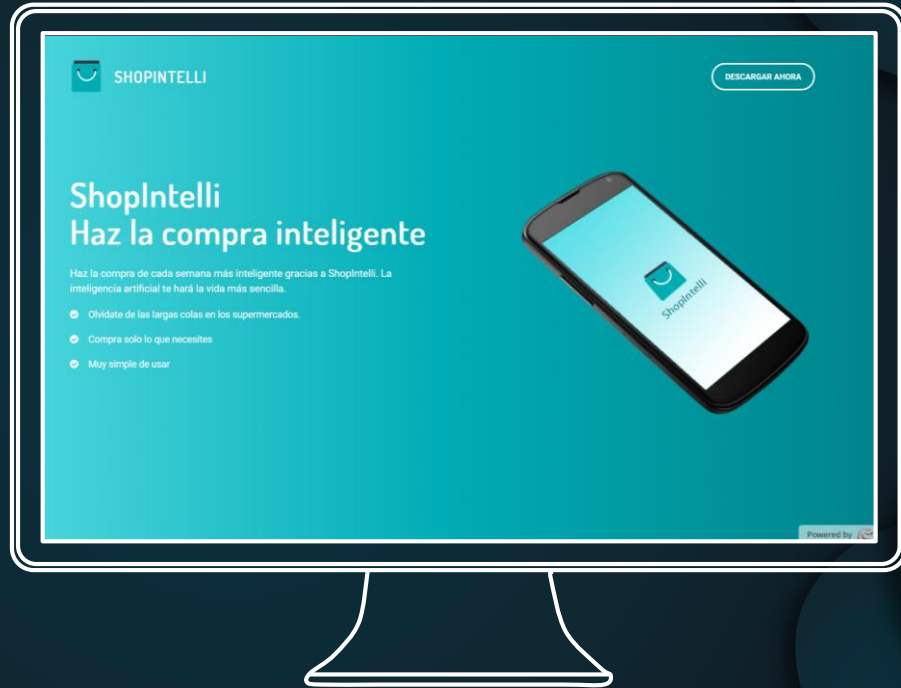 SHOPINTELLI
DESCARGAR AHORA
ShopIntelli
Haz la compra inteligente
Haz la compra de cada semana más inteligente gracias a ShopIntelli. La
inteligencia artificial te hará la vida más sencilla.
Olvidate de las largas colas en los supermercados.
Compra solo lo que necesites
Muy simple de usar
ShopIntelli
Powered by